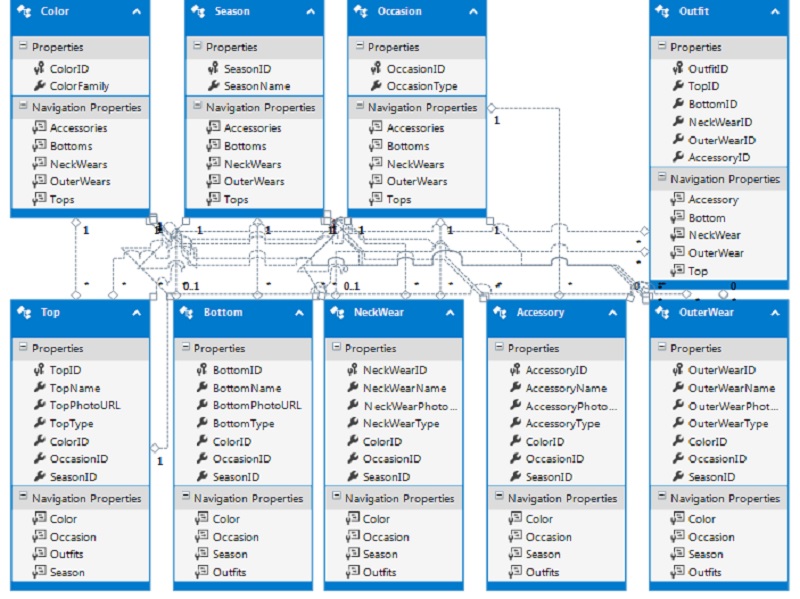 Color
Properties
ColorID
ColorFamily
Navigation Properties
Accessories
Bottoms
NeckWears
OuterWears
Tops
Season
Properties
SeasonID
SeasonName
Navigation Properties
Accessories
Bottoms
NeckWears
OuterWears
Tops
Occasion
Properties
OccasionID
OccasionType
Navigation Properties
Accessories
Bottoms
NeckWears
OuterWears
Tops
Outfit
Properties
OutfitID
TopID
BottomID
NeckWearID
OuterWearID
AccessoryID
Navigation Properties
Accessory
Bottom
NeckWear
OuterWear
Top
1
1
1
1
1
1
1
*
*
*
*
*
0..1
*
*
0..1
*
*
*
0
1
Top
Properties
TopID
TopName
TopPhotoURL
TopType
ColorID
OccasionID
SeasonID
Navigation Properties
Color
Occasion
Outfits
Season
Bottom
Properties
BottomID
BottomName
BottomPhotoURL
BottomType
ColorID
OccasionID
SeasonID
Navigation Properties
Color
Occasion
Season
Outfits
NeckWear
Properties
NeckWearID
NeckWearName
NeckWearPhoto...
NeckWearType
ColorID
OccasionID
SeasonID
Navigation Properties
Color
Occasion
Season
Outfits
Accessory
Properties
AccessoryID
AccessoryName
AccessoryPhoto...
AccessoryType
ColorID
OccasionID
SeasonID
Navigation Properties
Color
Occasion
Season
Outfits
OuterWear
Properties
OuterWearID
OuterWearName
OuterWearPhot...
OuterWearType
ColorID
OccasionID
SeasonID
Navigation Properties
Color
Occasion
Season
Outfits